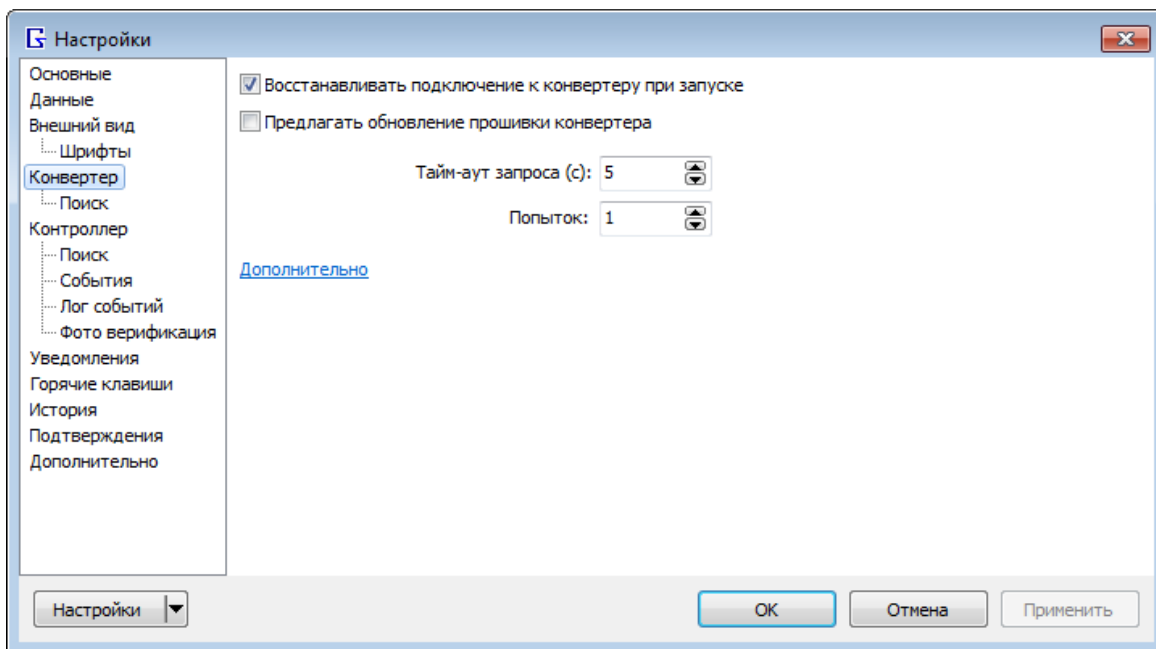 Настройки
Основные
Данные
Внешний вид
Шрифты
Конвертер
Поиск
Контроллер
Поиск
События
Лог событий
Фото верификация
Уведомления
Горячие клавиши
История
Подтверждения
Дополнительно
Восстанавливать подключение к конвертеру при запуске
Предлагать обновление прошивки конвертера
Тайм-аут запроса (с): 5
Попыток: 1
Дополнительно
Настройки
OK
Отмена
Применить